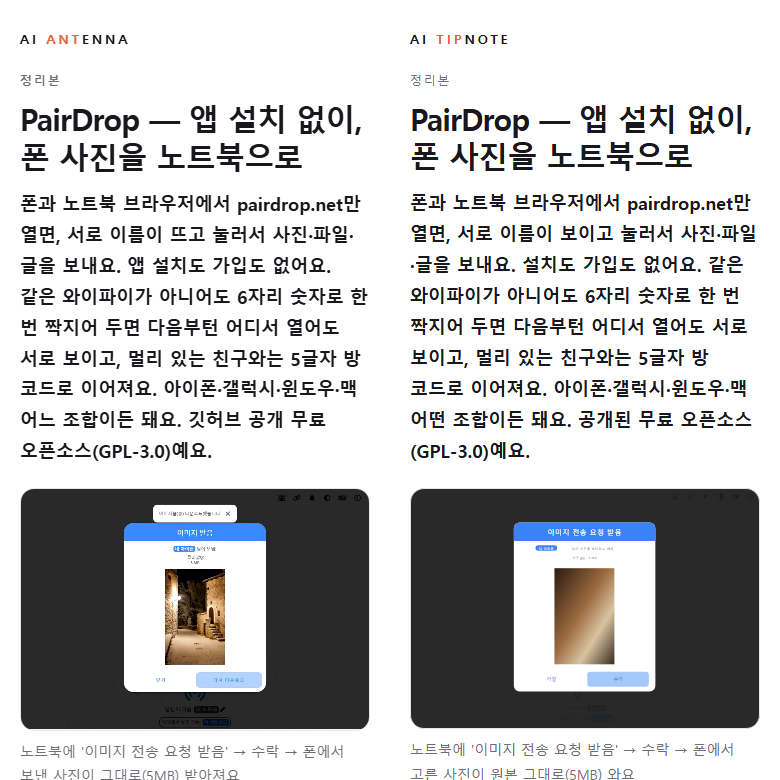 AI ANTENNA
정리본
PairDrop — 앱 설치 없이,
폰 사진을 노트북으로
폰과 노트북 브라우저에서 pairdrop.net만
열면, 서로 이름이 뜨고 눌러서 사진·파일·
글을 보내요. 앱 설치도 가입도 없어요.
같은 와이파이가 아니어도 6자리 숫자로 한
번 짝지어 두면 다음부턴 어디서 열어도
서로 보이고, 멀리 있는 친구와는 5글자 방
코드로 이어져요. 아이폰·갤럭시·윈도우·맥
어느 조합이든 돼요. 깃허브 공개 무료
오픈소스(GPL-3.0)예요.
이미지 받음
노트북에 '이미지 전송 요청 받음' → 수락 → 폰에서
보낸 사진이 그대로(5MB) 받아져요
AI TIPNOTE
정리본
PairDrop — 앱 설치 없이,
폰 사진을 노트북으로
폰과 노트북 브라우저에서 pairdrop.net만
열면, 서로 이름이 보이고 눌러서 사진·파일
·글을 보내요. 설치도 가입도 없어요. 같은
와이파이가 아니어도 6자리 숫자로 한 번
짝지어 두면 다음부턴 어디서 열어도 서로
보이고, 멀리 있는 친구와는 5글자 방
코드로 이어져요. 아이폰·갤럭시·윈도우·맥
어떤 조합이든 돼요. 공개된 무료 오픈소스
(GPL-3.0)예요.
이미지 전송 요청 받음
노트북에 '이미지 전송 요청 받음' → 수락 → 폰에서
고른 사진이 원본 그대로(5MB) 와요